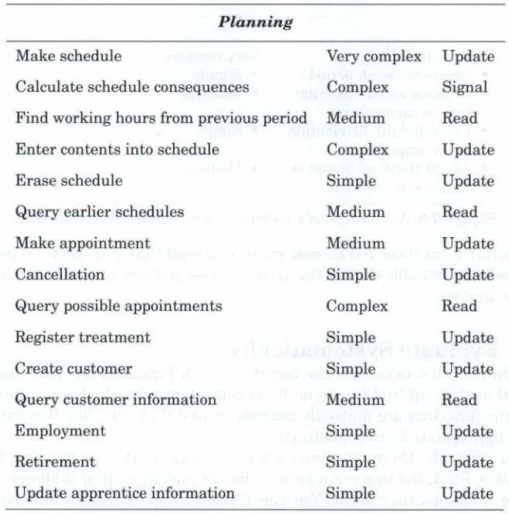 Planning
Make schedule Very complex Update
Calculate schedule consequences Complex Signal
Find working hours from previous period Medium Read
Enter contents into schedule Complex Update
Erase schedule Simple Update
Query earlier schedules Medium Read
Make appointment Medium Update
Cancellation Simple Update
Query possible appointments Complex Read
Register treatment Simple Update
Create customer Simple Update
Query customer information Medium Read
Employment Simple Update
Retirement Simple Update
Update apprentice information Simple Update